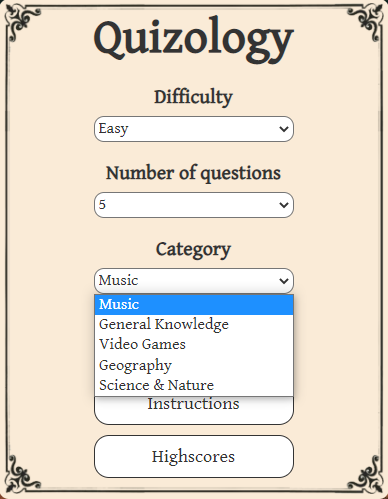 Quizology
Difficulty
Easy
Number of questions
5
Category
Music
Music
General Knowledge
Video Games
Geography
Science & Nature
Instructions
Highscores